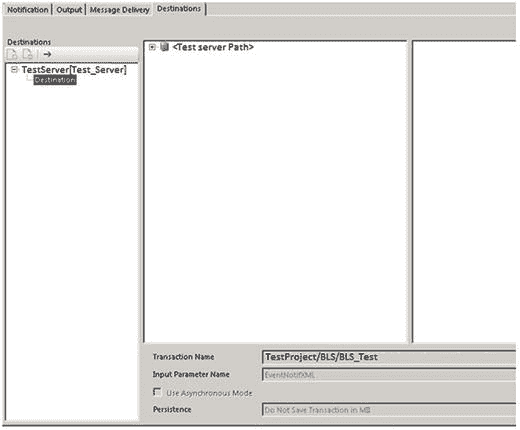 Notification Output Message Delivery Destinations
Destinations
TestServer[Test_Server]
Destination
<Test server Path>
Transaction Name TestProject/BLS/BLS_Test
Input Parameter Name EventNotifXML
Use Asynchronous Mode
Persistence Do Not Save Transaction in MII